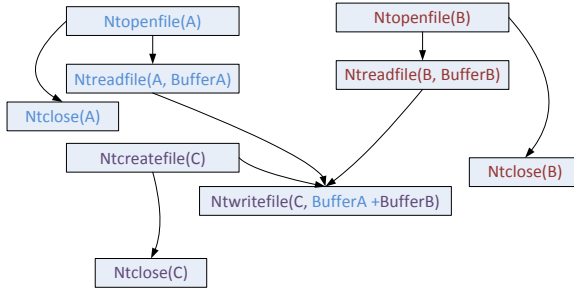 Ntopenfile(A)
Ntopenfile(B)
Ntreadfile(A, BufferA)
Ntreadfile(B, BufferB)
Ntclose(A)
Ntcreatefile(C)
Ntclose(B)
Ntwritefile(C, BufferA +BufferB)
Ntclose(C)